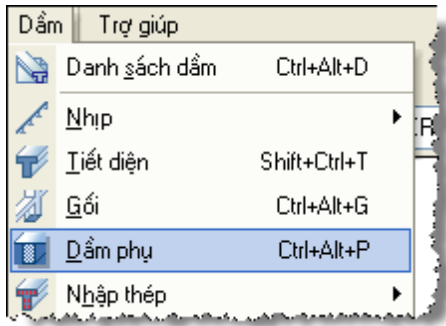 Dầm Trợ giúp
Danh sách dầm Ctrl+Alt+D
Nhịp
Tiết diện Shift+Ctrl+T
Gối Ctrl+Alt+G
Dầm phụ Ctrl+Alt+P
Nhập thép